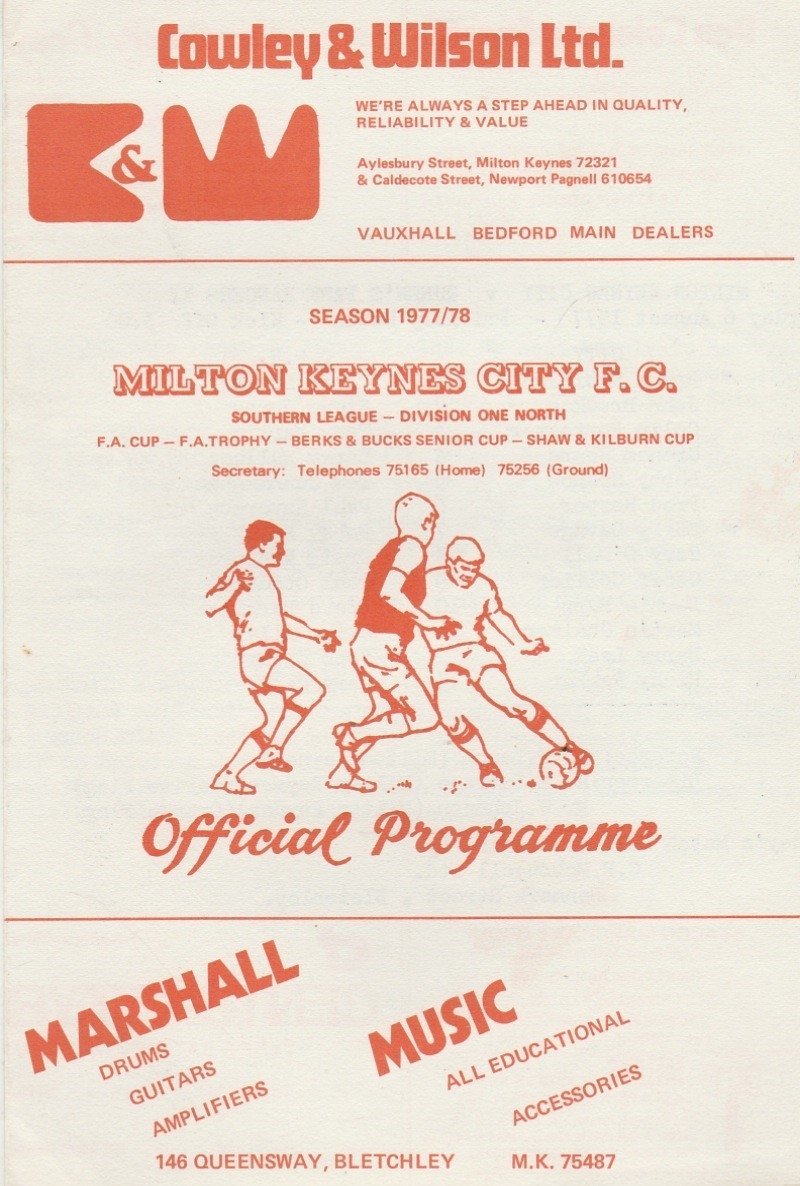 Cowley & Wilson Ltd.
C&W
WE'RE ALWAYS A STEP AHEAD IN QUALITY,
RELIABILITY & VALUE
Aylesbury Street, Milton Keynes 72321
& Caldecote Street, Newport Pagnell 610654
VAUXHALL BEDFORD MAIN DEALERS
SEASON 1977/78
MILTON KEYNES CITY F.C.
SOUTHERN LEAGUE – DIVISION ONE NORTH
F.A. CUP – F.A.TROPHY – BERKS & BUCKS SENIOR CUP – SHAW & KILBURN CUP
Secretary: Telephones 75165 (Home) 75256 (Ground)
Official Programme
MARSHALL MUSIC
DRUMS
GUITARS
AMPLIFIERS
ALL EDUCATIONAL
ACCESSORIES
146 QUEENSWAY, BLETCHLEY M.K. 75487